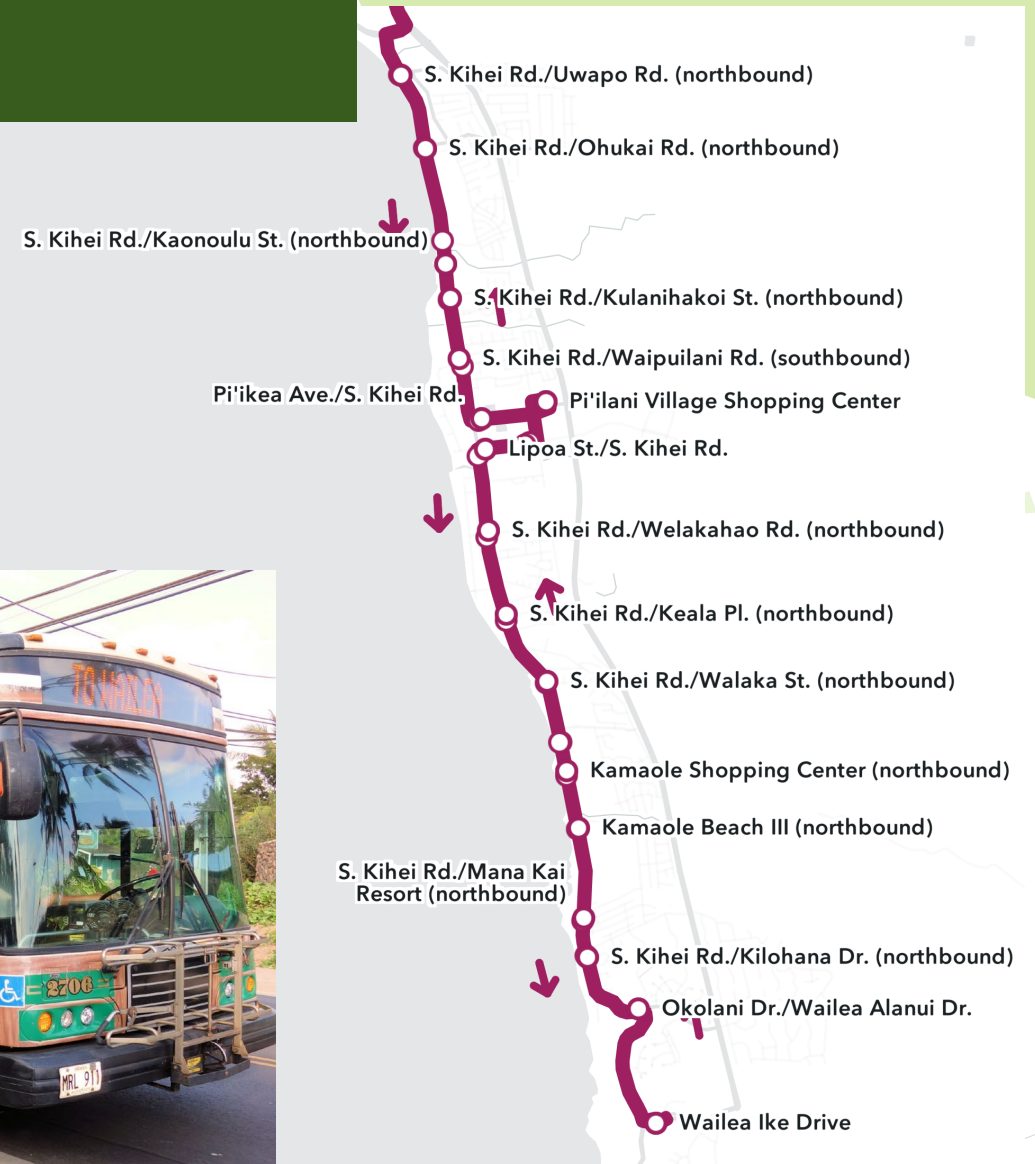 S. Kihei Rd./Uwapo Rd. (northbound)
S. Kihei Rd./Ohukai Rd. (northbound)
S. Kihei Rd./Kaonoulu St. (northbound)
S. Kihei Rd./Kulanihakoi St. (northbound)
S. Kihei Rd./Waipuilani Rd. (southbound)
Pi'ikea Ave./S. Kihei Rd.
Pi'ilani Village Shopping Center
Lipoa St./S. Kihei Rd.
S. Kihei Rd./Welakahao Rd. (northbound)
S. Kihei Rd./Keala Pl. (northbound)
S. Kihei Rd./Walaka St. (northbound)
Kamaole Shopping Center (northbound)
Kamaole Beach III (northbound)
S. Kihei Rd./Mana Kai
Resort (northbound)
S. Kihei Rd./Kilohana Dr. (northbound)
Okolani Dr./Wailea Alanui Dr.
Wailea Ike Drive
TO WAILEA
2706
MRL 911